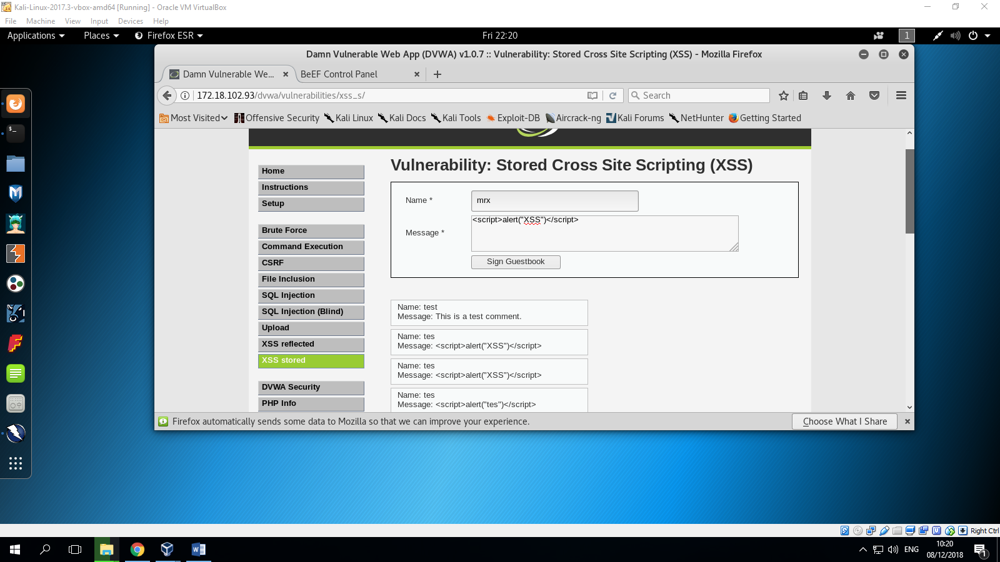 Kali-Linux-2017.3-vbox-amd64 [Running] - Oracle VM VirtualBox
File Machine View Input Devices Help
Applications Places Firefox ESR Fri 22:20 1
Damn Vulnerable Web App (DVWA) v1.0.7 :: Vulnerability: Stored Cross Site Scripting (XSS) - Mozilla Firefox
Damn Vulnerable We... BeEF Control Panel
172.18.102.93/dvwa/vulnerabilities/xss_s/ Search
Most Visited Offensive Security Kali Linux Kali Docs Kali Tools Exploit-DB Aircrack-ng Kali Forums NetHunter Getting Started
Vulnerability: Stored Cross Site Scripting (XSS)
Home
Instructions
Setup
Brute Force
Command Execution
CSRF
File Inclusion
SQL Injection
SQL Injection (Blind)
Upload
XSS reflected
XSS stored
DVWA Security
PHP Info
Name * mrx
Message * <script>alert("XSS")</script>
Sign Guestbook
Name: test
Message: This is a test comment.
Name: tes
Message: <script>alert("XSS")</script>
Name: tes
Message: <script>alert("XSS")</script>
Name: tes
Message: <script>alert("tes")</script>
Firefox automatically sends some data to Mozilla so that we can improve your experience. Choose What I Share
Right Ctrl
ENG 10:20
08/12/2018 1